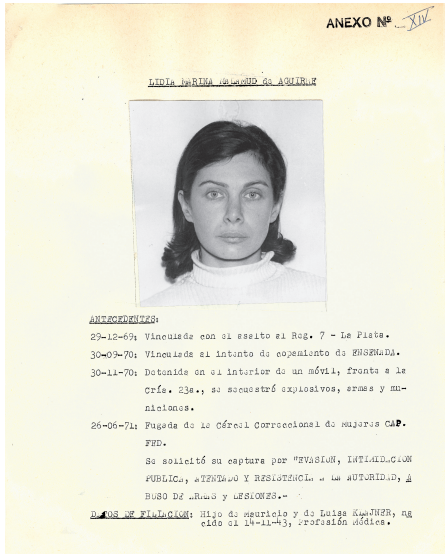 ANEXO Nº XIV
LIDIA MARINA MALAMUD de AGUIRRE
ANTECEDENTES:
29-12-69: Vinculada con el asalto al Reg. 7 - La Plata.
30-09-70: Vinculada al intento de copamiento de ENSENADA.
30-11-70: Detenida en el interior de un móvil, frente a la
Cría. 23a., se secuestró explosivos, armas y mu-
niciones.
26-06-71: Fugada de la Cárcel Correccional de Mujeres CAP.
FED.
Se solicitó su captura por "EVASION, INTIMIDACION
PUBLICA, ATENTADO Y RESISTENCIA A LA AUTORIDAD, A
BUSO DE ARMAS y LESIONES.-
DATOS DE FILIACION: Hijo de Mauricio y de Luisa KLAJNER, na
cido el 14-11-43, Profesión Médica.